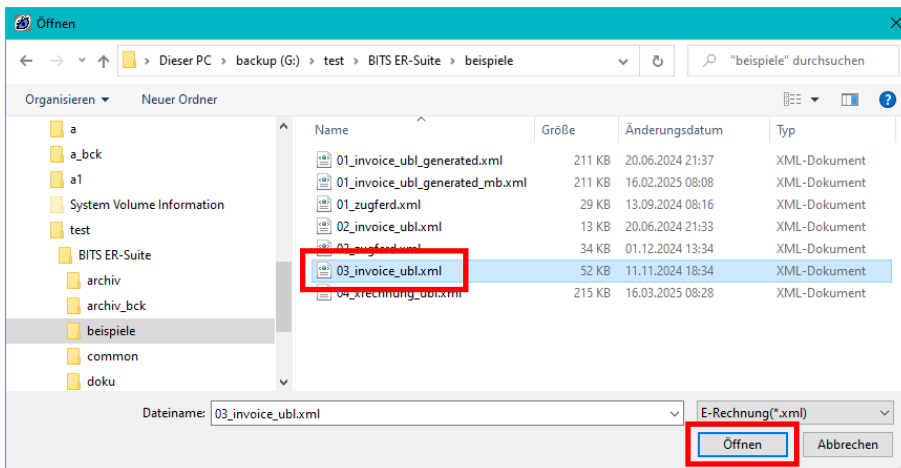 Öffnen
Dieser PC > backup (G:) > test > BITS ER-Suite > beispiele
"beispiele" durchsuchen
Organisieren
Neuer Ordner
a
a_bck
a1
System Volume Information
test
BITS ER-Suite
archiv
archiv_bck
beispiele
common
doku
Name Größe Änderungsdatum Typ
01_invoice_ubl_generated.xml 211 KB 20.06.2024 21:37 XML-Dokument
01_invoice_ubl_generated_mb.xml 211 KB 16.02.2025 08:08 XML-Dokument
01_zugferd.xml 29 KB 13.09.2024 08:16 XML-Dokument
02_invoice_ubl.xml 13 KB 20.06.2024 21:33 XML-Dokument
02_zugferd.xml 34 KB 01.12.2024 13:34 XML-Dokument
03_invoice_ubl.xml 52 KB 11.11.2024 18:34 XML-Dokument
04_xrechnung_ubl.xml 215 KB 16.03.2025 08:28 XML-Dokument
Dateiname: 03_invoice_ubl.xml
E-Rechnung(*.xml)
Öffnen
Abbrechen